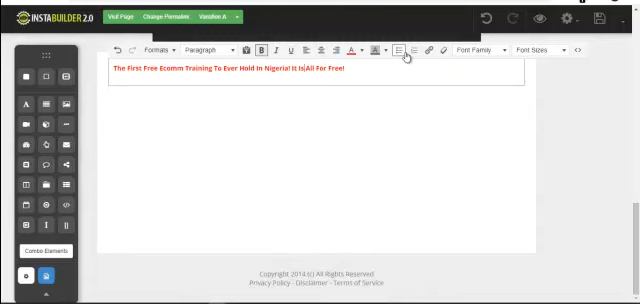 INSTABUILDER 2.0
Visit Page Change Permalink Variation A
Formats Paragraph B I U A A Font Family Font Sizes
The First Free Ecomm Training To Ever Hold In Nigeria! It Is All For Free!
Combo Elements
Copyright 2014 (c) All Rights Reserved
Privacy Policy - Disclaimer - Terms of Service